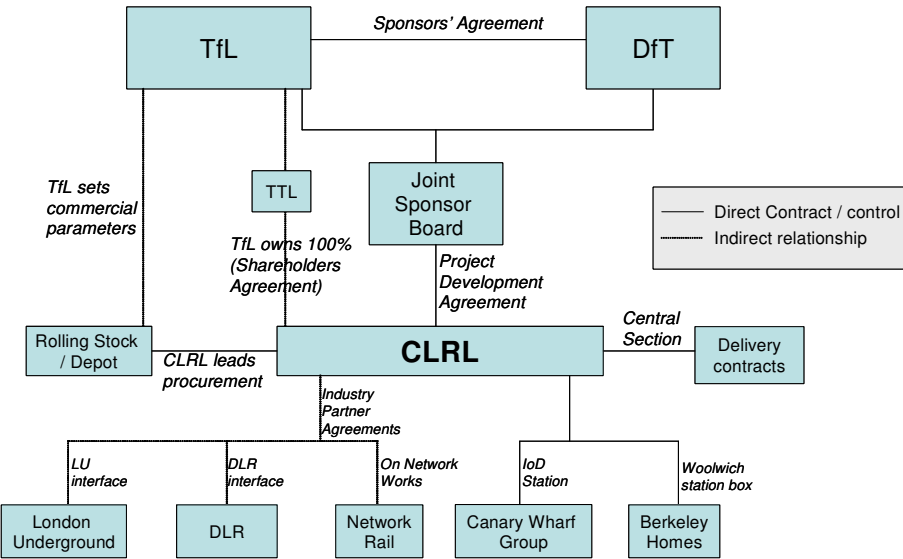 Sponsors' Agreement
TfL
DfT
TfL sets
commercial
parameters
TTL
Joint
Sponsor
Board
Direct Contract / control
Indirect relationship
TfL owns 100%
(Shareholders
Agreement)
Project
Development
Agreement
Rolling Stock
/ Depot
CLRL leads
procurement
CLRL
Central
Section
Delivery
contracts
Industry
Partner
Agreements
LU
interface
DLR
interface
On Network
Works
IoD
Station
Woolwich
station box
London
Underground
DLR
Network
Rail
Canary Wharf
Group
Berkeley
Homes